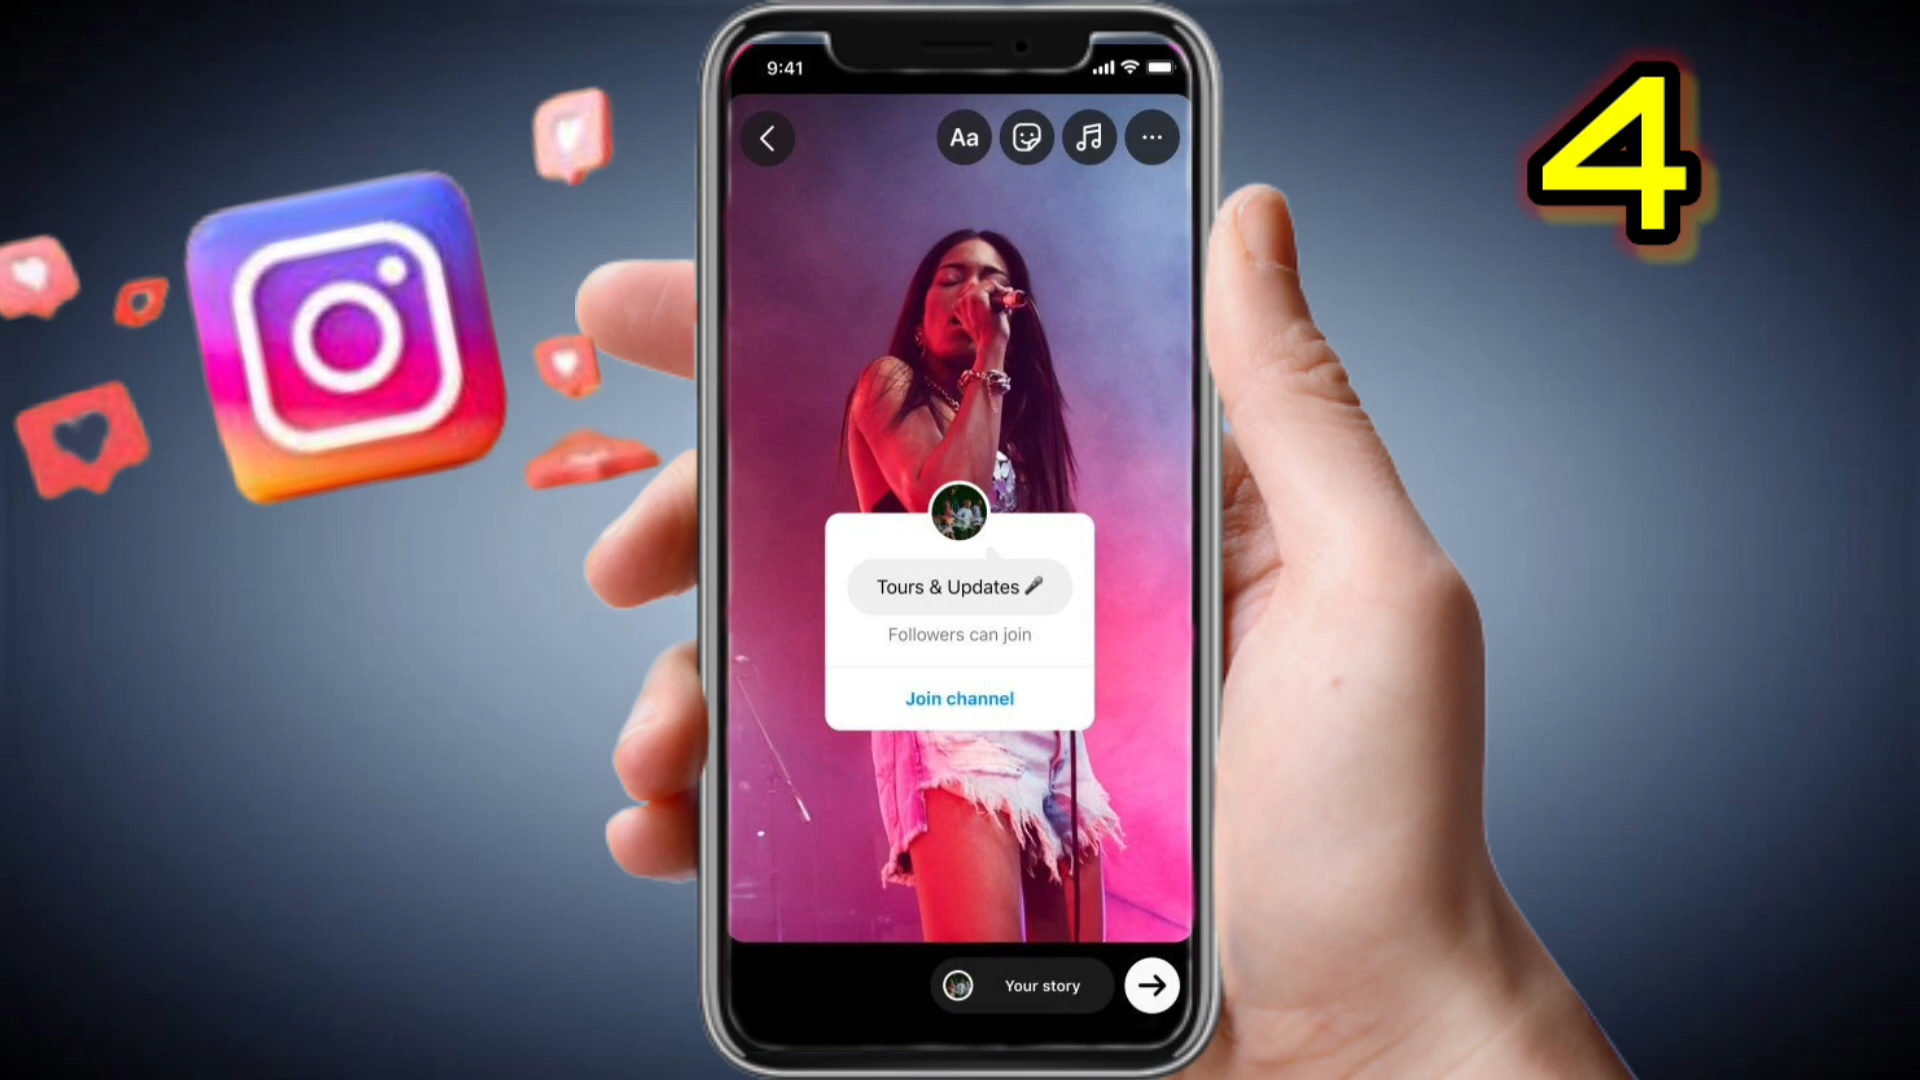 9:41
4
Aa
Tours & Updates 🎤
Followers can join
Join channel
Your story